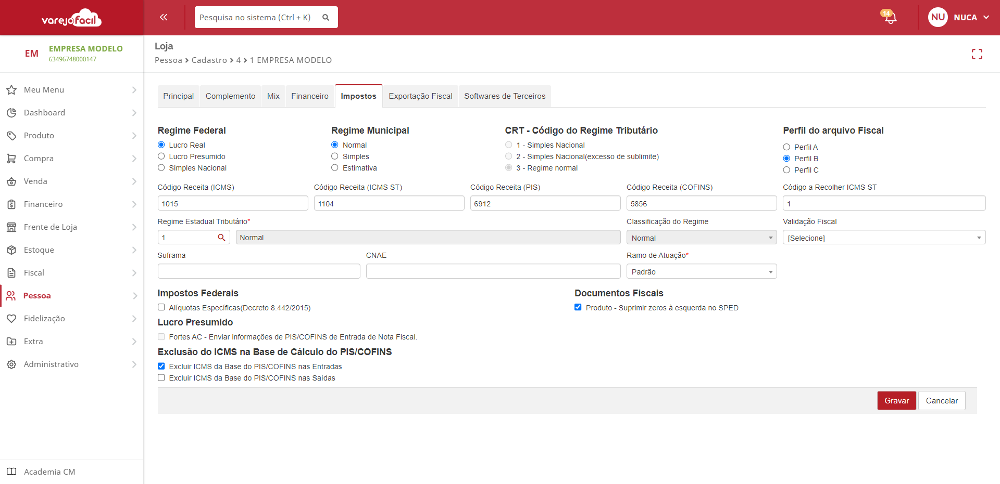 varejofacil
Pesquisa no sistema (Ctrl + K)
14
NU NUCA
EM
EMPRESA MODELO
63496748000147
Meu Menu
Dashboard
Produto
Compra
Venda
Financeiro
Frente de Loja
Estoque
Fiscal
Pessoa
Fidelização
Extra
Administrativo
Academia CM
Loja
Pessoa > Cadastro > 4 > 1 EMPRESA MODELO
Principal Complemento Mix Financeiro Impostos Exportação Fiscal Softwares de Terceiros
Regime Federal
Lucro Real
Lucro Presumido
Simples Nacional
Regime Municipal
Normal
Simples
Estimativa
CRT - Código do Regime Tributário
1 - Simples Nacional
2 - Simples Nacional(excesso de sublimite)
3 - Regime normal
Perfil do arquivo Fiscal
Perfil A
Perfil B
Perfil C
Código Receita (ICMS) Código Receita (ICMS ST) Código Receita (PIS) Código Receita (COFINS) Código a Recolher ICMS ST
1015 1104 6912 5856 1
Regime Estadual Tributário* Classificação do Regime Validação Fiscal
1 Normal Normal [Selecione]
Suframa CNAE Ramo de Atuação*
Padrão
Impostos Federais
Alíquotas Específicas(Decreto 8.442/2015)
Documentos Fiscais
Produto - Suprimir zeros à esquerda no SPED
Lucro Presumido
Fortes AC - Enviar informações de PIS/COFINS de Entrada de Nota Fiscal.
Exclusão do ICMS na Base de Cálculo do PIS/COFINS
Excluir ICMS da Base do PIS/COFINS nas Entradas
Excluir ICMS da Base do PIS/COFINS nas Saídas
Gravar Cancelar